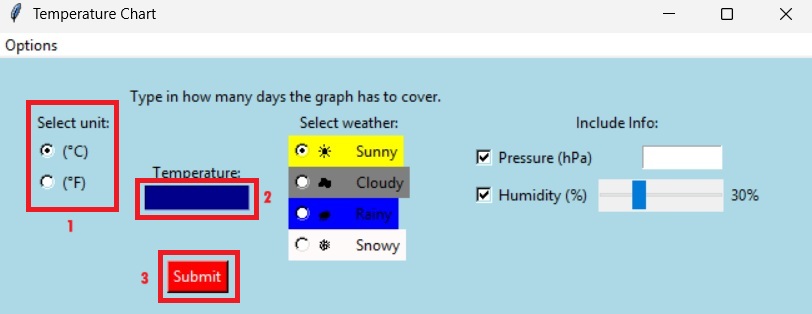 Temperature Chart
Options
Type in how many days the graph has to cover.
Select unit:
(°C)
(°F)
1
Temperature:
2
Submit
3
Select weather:
Sunny
Cloudy
Rainy
Snowy
Include Info:
Pressure (hPa)
Humidity (%) 30%